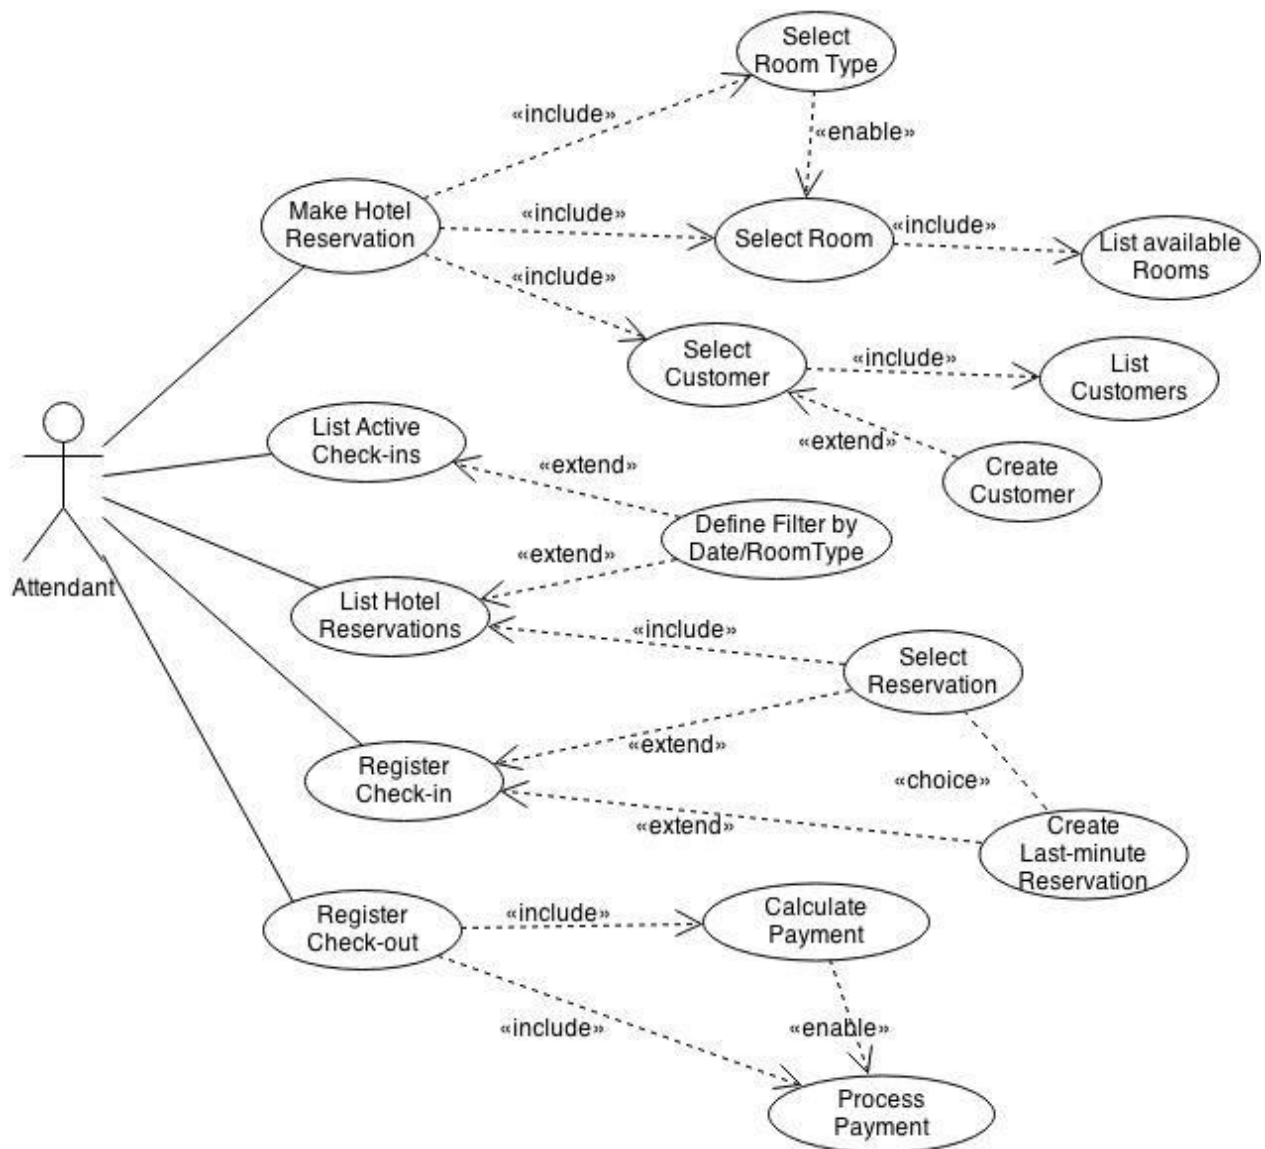 Select
Room Type
«include»
«enable»
Make Hotel
Reservation
«include»
Select Room
«include»
List available
Rooms
«include»
Select
Customer
«include»
List
Customers
List Active
Check-ins
«extend»
«extend»
Create
Customer
Define Filter by
Date/RoomType
«extend»
Attendant
List Hotel
Reservations
«include»
Select
Reservation
«extend»
Register
Check-in
«choice»
«extend»
Create
Last-minute
Reservation
Register
Check-out
«include»
Calculate
Payment
«include»
«enable»
Process
Payment